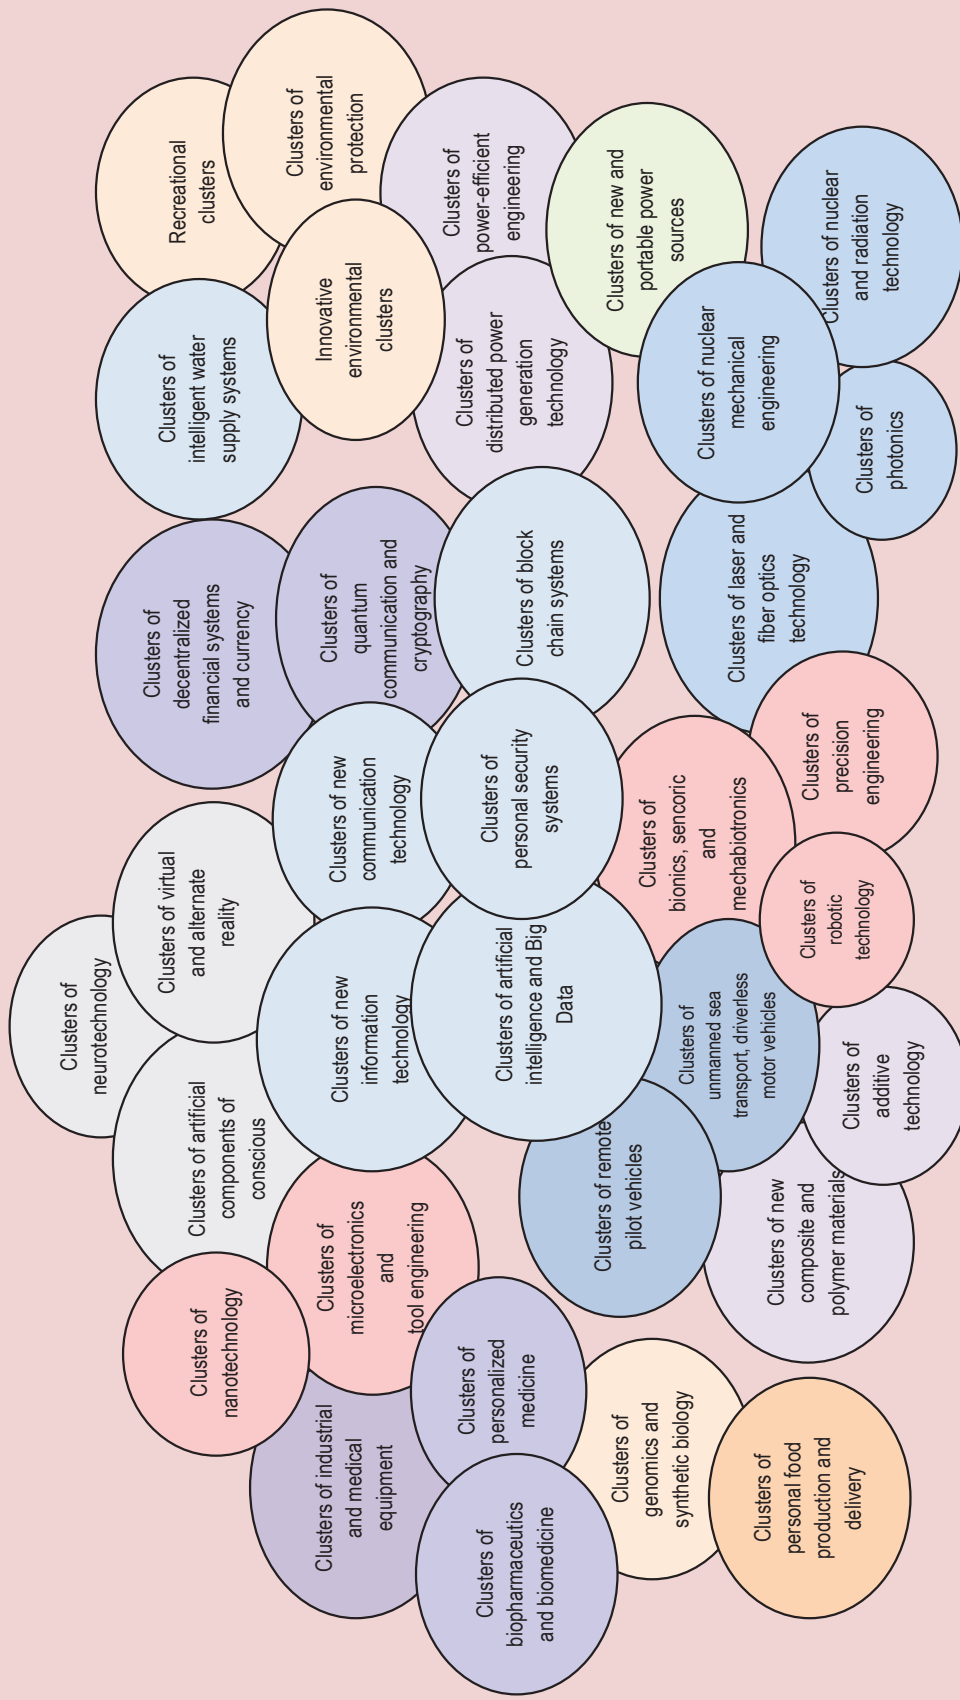 Clusters of
neurotechnology
Clusters of artificial
components of
conscious
Clusters of virtual
and alternate
reality
Clusters of
decentralized
financial systems
and currency
Clusters of
intelligent water
supply systems
Recreational
clusters
Clusters of
environmental
protection
Innovative
environmental
clusters
Clusters of
nanotechnology
Clusters of
microelectronics
and
tool engineering
Clusters of new
information
technology
Clusters of new
communication
technology
Clusters of
quantum
communication and
cryptography
Clusters of industrial
and medical
equipment
Clusters of
personalized
medicine
Clusters of
biopharmaceutics
and biomedicine
Clusters of artificial
intelligence and Big
Data
Clusters of
personal security
systems
Clusters of block
chain systems
Clusters of
distributed power
generation
technology
Clusters of
power-efficient
engineering
Clusters of new and
portable power
sources
Clusters of
genomics and
synthetic biology
Clusters of remote
pilot vehicles
Clusters of
unmanned sea
transport, driverless
motor vehicles
Clusters of
bionics, sencoric
and
mechabiotronics
Clusters of laser and
fiber optics
technology
Clusters of nuclear
mechanical
engineering
Clusters of nuclear
and radiation
technology
Clusters of
personal food
production and
delivery
Clusters of new
composite and
polymer materials
Clusters of
additive
technology
Clusters of
robotic
technology
Clusters of
precision
engineering
Clusters of
photonics